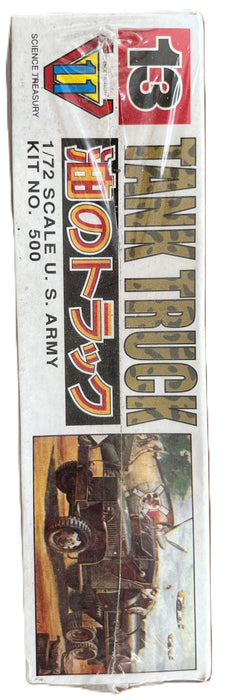 13
TANK TRUCK
油のトラック
1/72 SCALE U. S. ARMY
KIT NO. 500
SCIENCE TREASURY